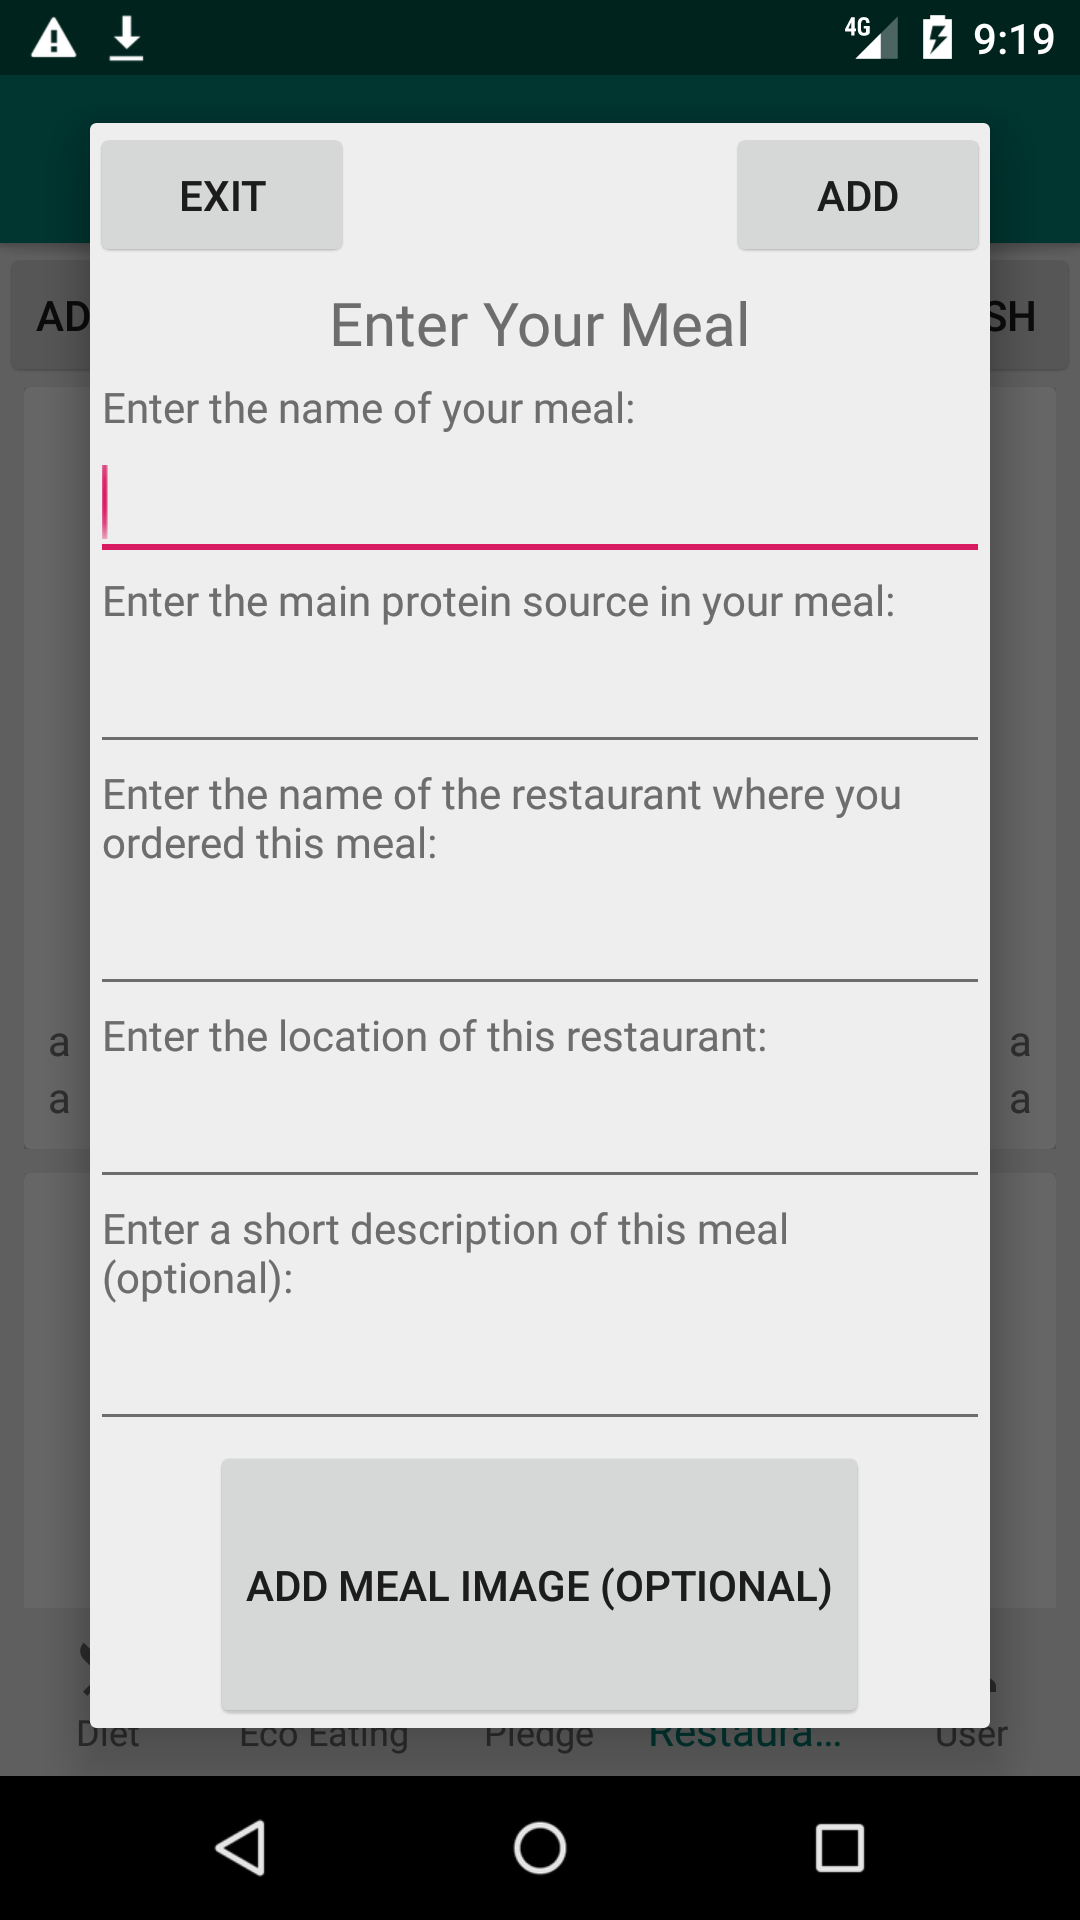 4G 9:19
EXIT ADD
AD SH
Enter Your Meal
Enter the name of your meal:
Enter the main protein source in your meal:
Enter the name of the restaurant where you
ordered this meal:
a Enter the location of this restaurant: a
a a
Enter a short description of this meal
(optional):
ADD MEAL IMAGE (OPTIONAL)
Diet Eco Eating Pledge Restaura... User